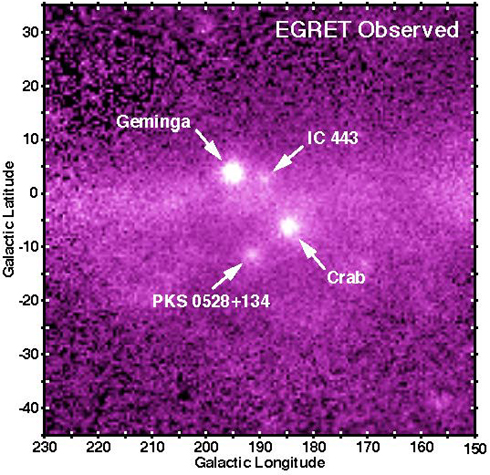 EGRET Observed
Geminga
IC 443
Crab
PKS 0528+134
Galactic Latitude
30
20
10
0
-10
-20
-30
-40
230 220 210 200 190 180 170 160 150
Galactic Longitude